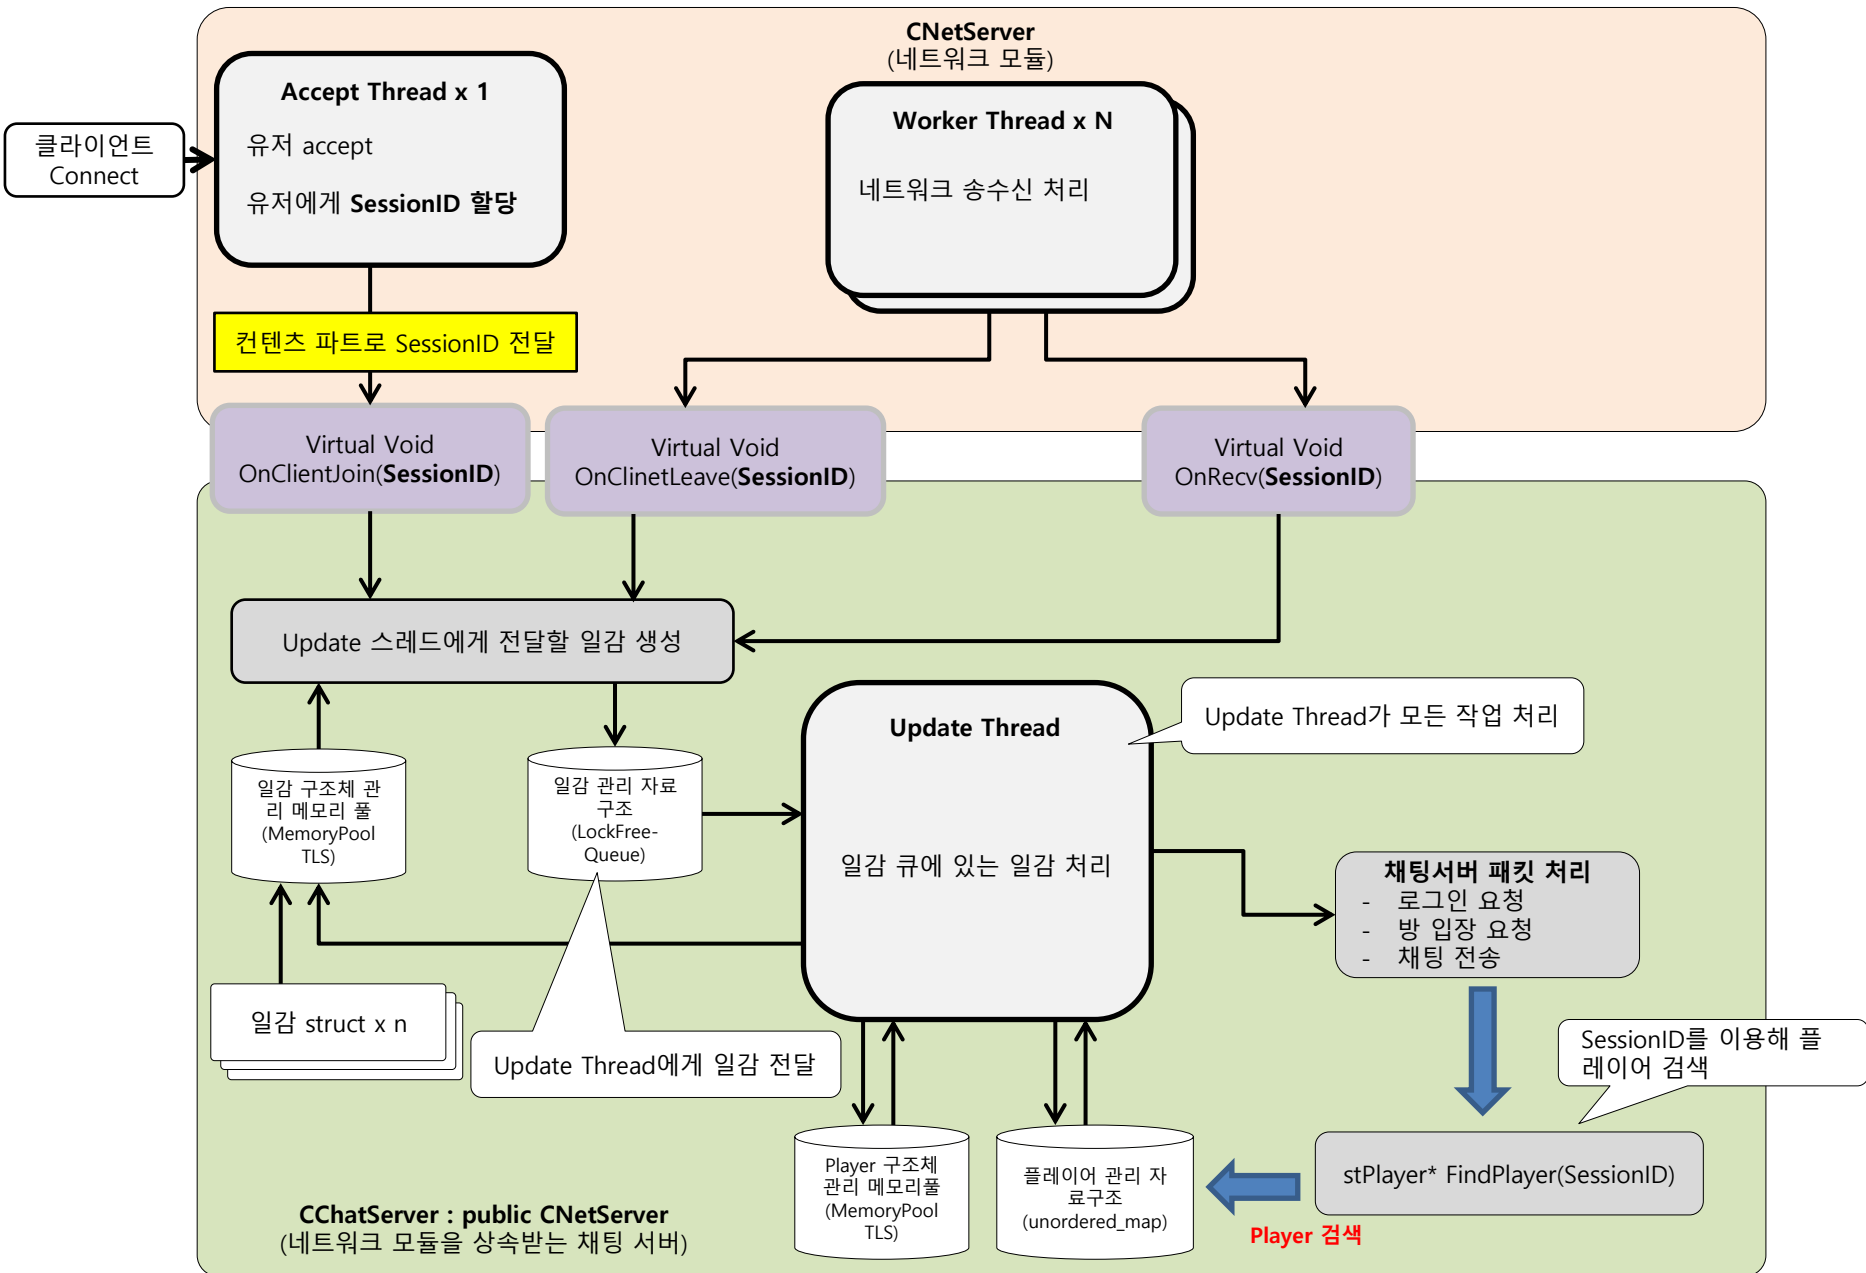 CNetServer
(네트워크 모듈)
Accept Thread x 1
유저 accept
유저에게 SessionID 할당
클라이언트
Connect
Worker Thread x N
네트워크 송수신 처리
컨텐츠 파트로 SessionID 전달
Virtual Void
OnClientJoin(SessionID)
Virtual Void
OnClinetLeave(SessionID)
Virtual Void
OnRecv(SessionID)
Update 스레드에게 전달할 일감 생성
Update Thread
일감 큐에 있는 일감 처리
Update Thread가 모든 작업 처리
일감 구조체 관
리 메모리 풀
(MemoryPool
TLS)
일감 관리 자료
구조
(LockFree-
Queue)
채팅서버 패킷 처리
- 로그인 요청
- 방 입장 요청
- 채팅 전송
일감 struct x n
Update Thread에게 일감 전달
SessionID를 이용해 플
레이어 검색
Player 구조체
관리 메모리풀
(MemoryPool
TLS)
플레이어 관리 자
료구조
(unordered_map)
stPlayer* FindPlayer(SessionID)
Player 검색
CChatServer : public CNetServer
(네트워크 모듈을 상속받는 채팅 서버)